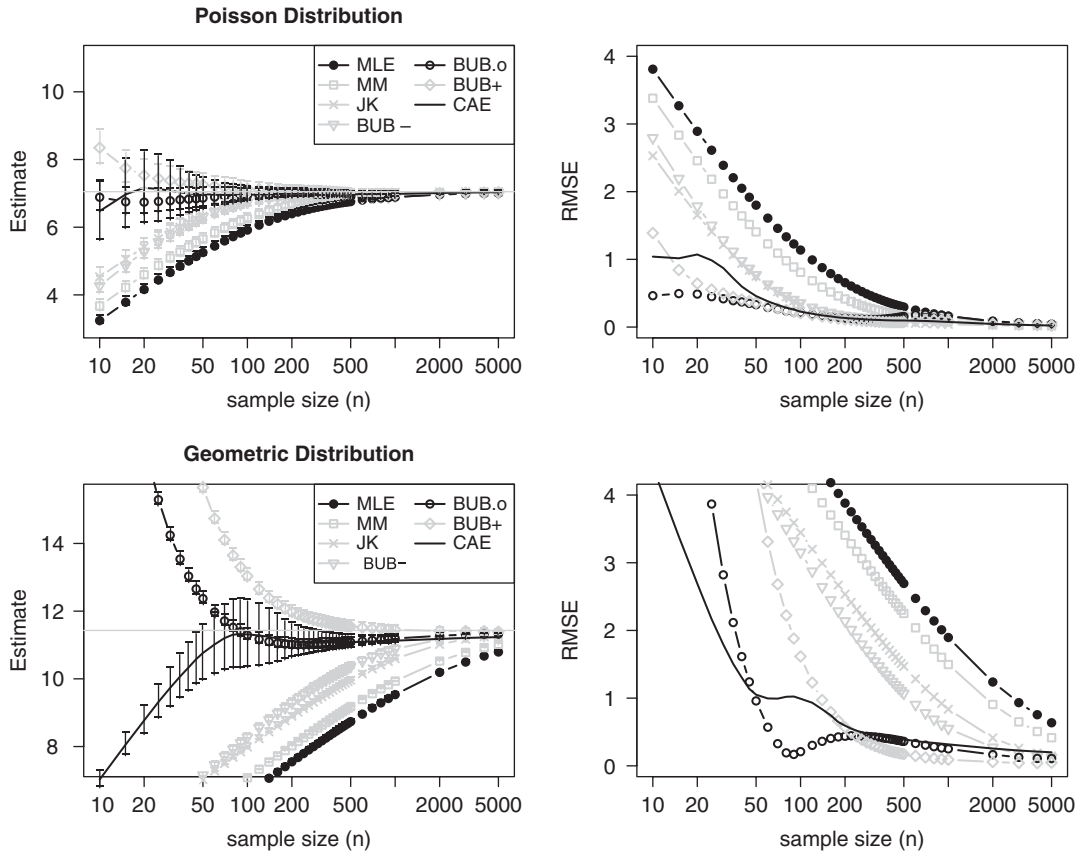 Poisson Distribution
Estimate
10
8
6
4
MLE
MM
JK
BUB −
BUB.o
BUB+
CAE
10 20 50 100 200 500 2000 5000
sample size (n)
RMSE
4
3
2
1
0
10 20 50 100 200 500 2000 5000
sample size (n)
Geometric Distribution
Estimate
14
12
10
8
MLE
MM
JK
BUB−
BUB.o
BUB+
CAE
10 20 50 100 200 500 2000 5000
sample size (n)
RMSE
4
3
2
1
0
10 20 50 100 200 500 2000 5000
sample size (n)